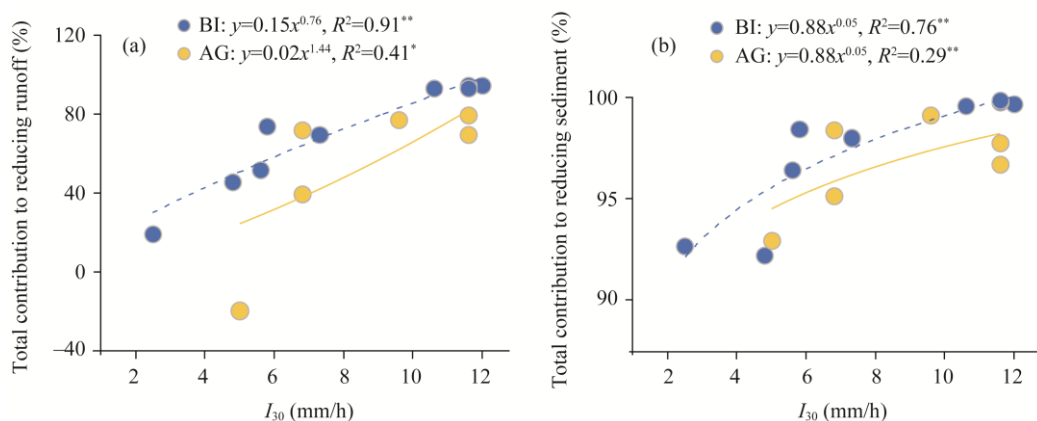 (a)
BI: y=0.15x^0.76, R²=0.91**
AG: y=0.02x^1.44, R²=0.41*
Total contribution to reducing runoff (%)
120
80
40
0
–40
2 4 6 8 10 12
I₃₀ (mm/h)
(b)
BI: y=0.88x^0.05, R²=0.76**
AG: y=0.88x^0.05, R²=0.29**
Total contribution to reducing sediment (%)
100
95
90
2 4 6 8 10 12
I₃₀ (mm/h)